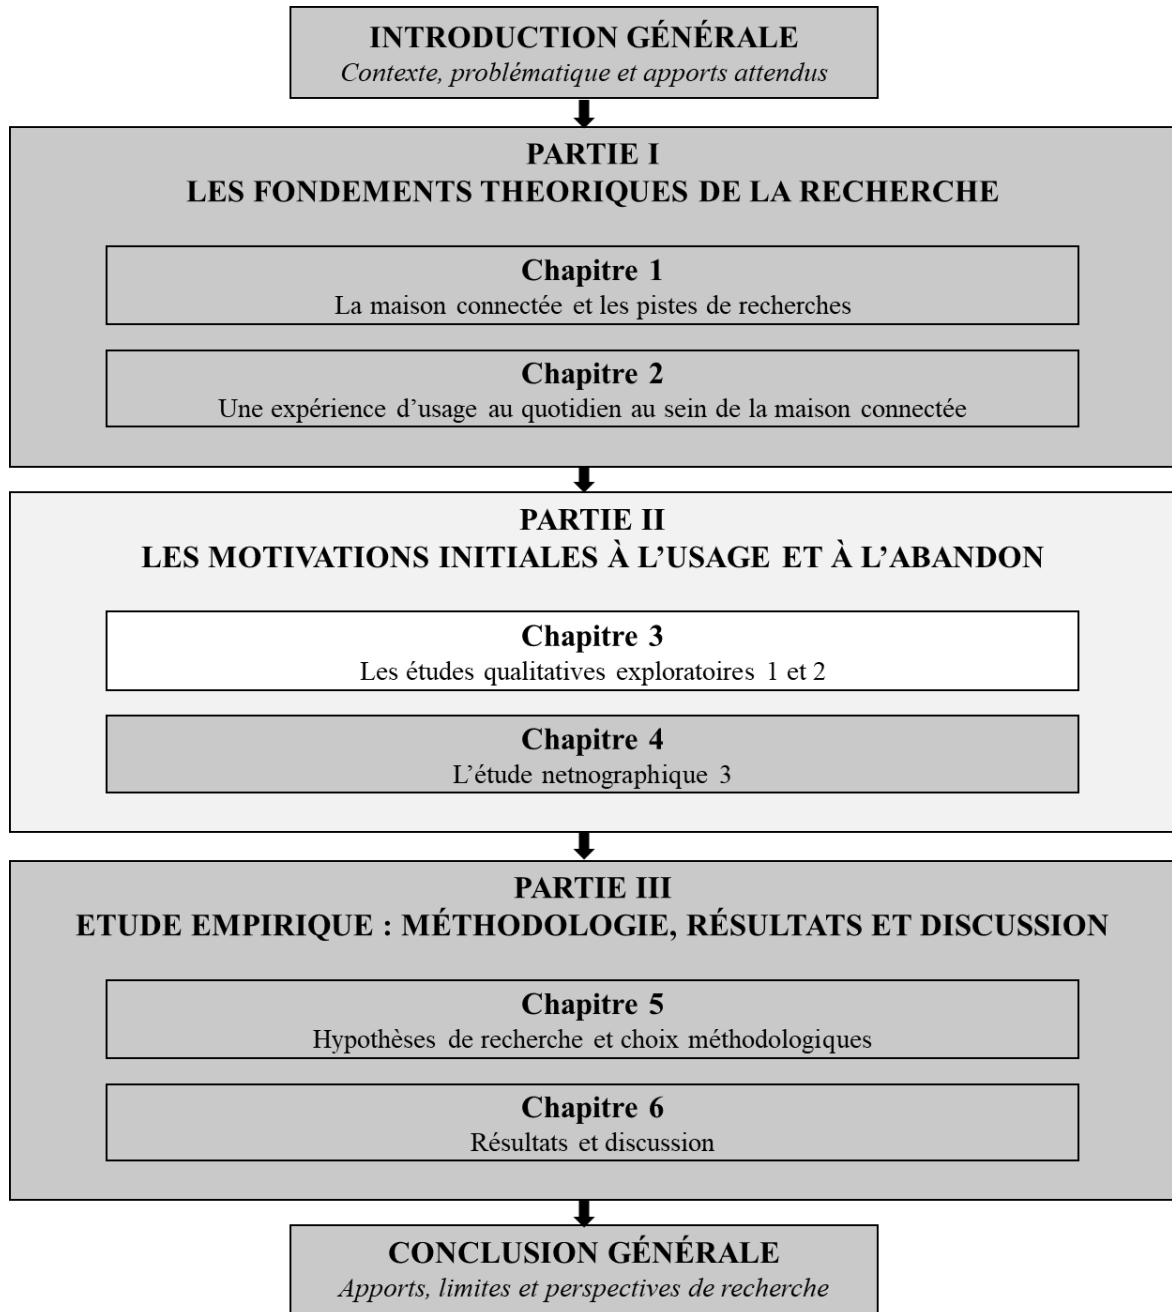 INTRODUCTION GÉNÉRALE
Contexte, problématique et apports attendus
PARTIE I
LES FONDEMENTS THEORIQUES DE LA RECHERCHE
Chapitre 1
La maison connectée et les pistes de recherches
Chapitre 2
Une expérience d’usage au quotidien au sein de la maison connectée
PARTIE II
LES MOTIVATIONS INITIALES À L’USAGE ET À L’ABANDON
Chapitre 3
Les études qualitatives exploratoires 1 et 2
Chapitre 4
L’étude netnographique 3
PARTIE III
ETUDE EMPIRIQUE : MÉTHODOLOGIE, RÉSULTATS ET DISCUSSION
Chapitre 5
Hypothèses de recherche et choix méthodologiques
Chapitre 6
Résultats et discussion
CONCLUSION GÉNÉRALE
Apports, limites et perspectives de recherche